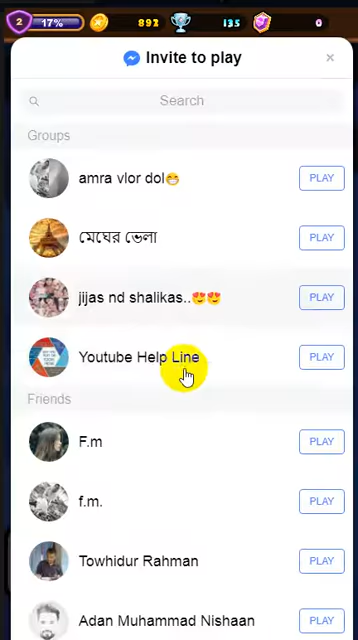 2 17% 892 135 0
Invite to play ×
Search
Groups
amra vlor dol😁 PLAY
মেঘের ভেলা PLAY
jijas nd shalikas..😍😍 PLAY
Youtube Help Line PLAY
Friends
F.m PLAY
f.m. PLAY
Towhidur Rahman PLAY
Adan Muhammad Nishaan PLAY